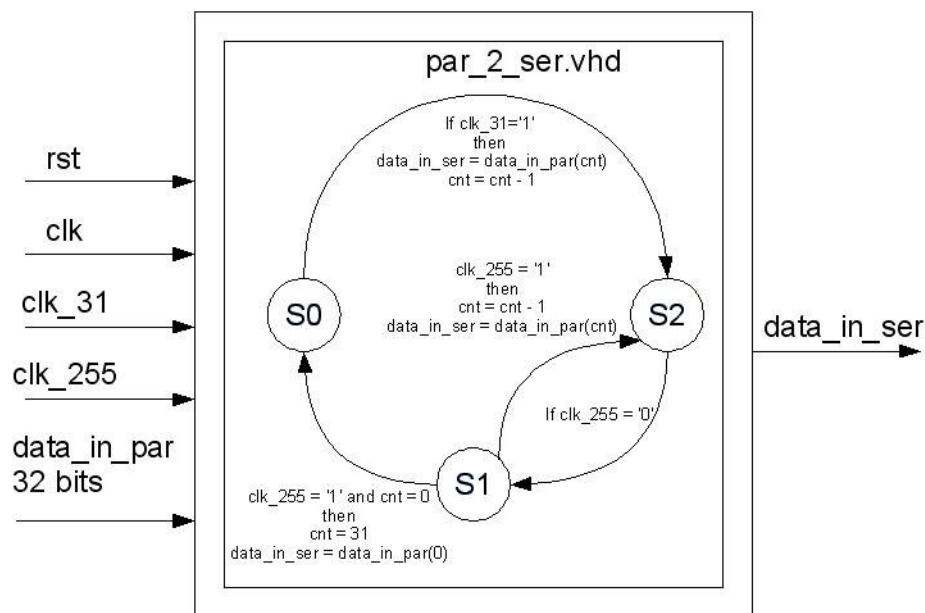 par_2_ser.vhd
If clk_31='1'
then
data_in_ser = data_in_par(cnt)
cnt = cnt - 1
rst
clk
clk_31
clk_255
data_in_par
32 bits
clk_255 = '1'
then
cnt = cnt - 1
data_in_ser = data_in_par(cnt)
S0
S2
data_in_ser
If clk_255 = '0'
S1
clk_255 = '1' and cnt = 0
then
cnt = 31
data_in_ser = data_in_par(0)